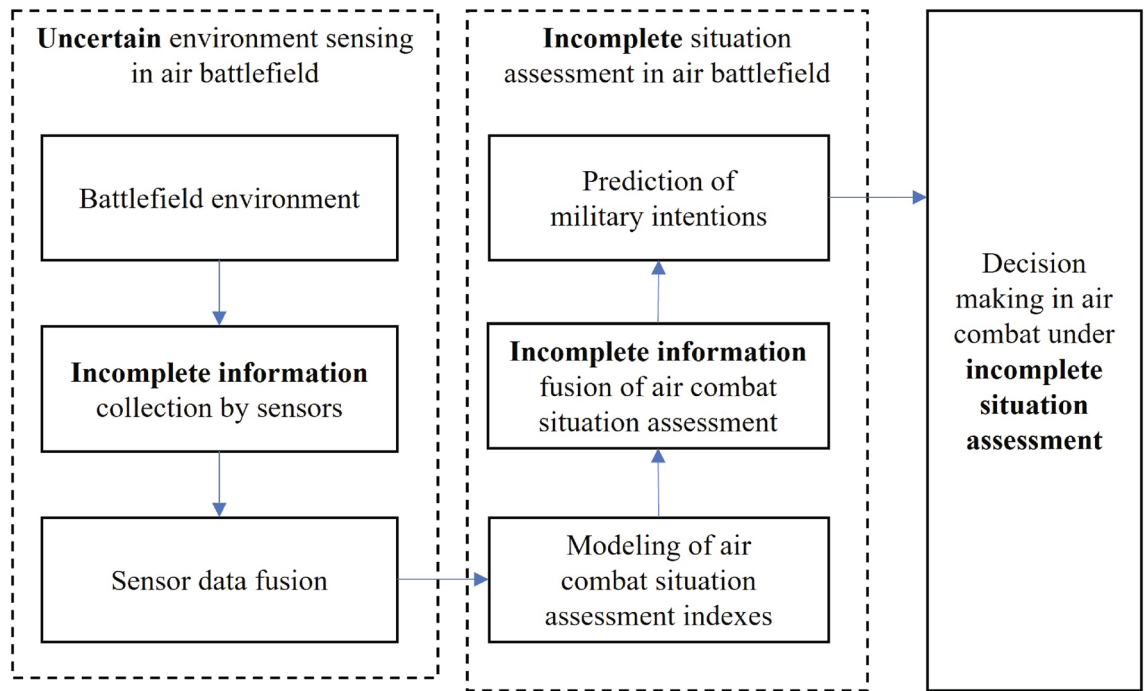 Uncertain environment sensing
in air battlefield
Battlefield environment
Incomplete information
collection by sensors
Sensor data fusion
Incomplete situation
assessment in air battlefield
Prediction of
military intentions
Incomplete information
fusion of air combat
situation assessment
Modeling of air
combat situation
assessment indexes
Decision
making in air
combat under
incomplete
situation
assessment